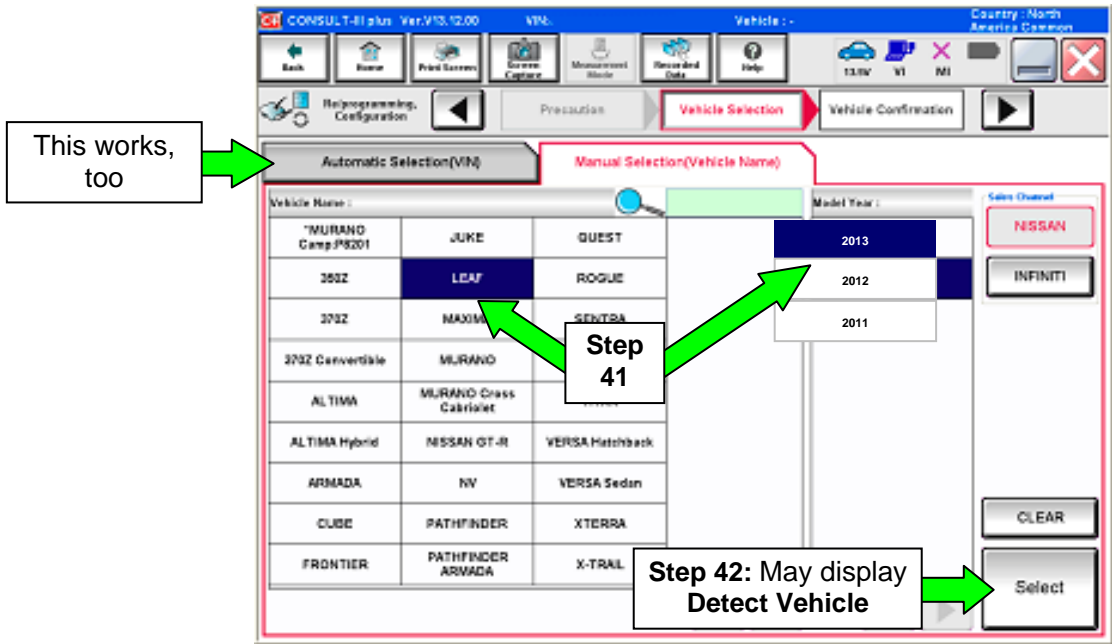 CONSULT-III plus Ver.V13.12.00 VIN:- Vehicle : - Country : North
America Common
Back Home Print Screen Screen
Capture Measurement
Mode Recorded
Data Help 13.1V VI MI
Re/programming,
Configuration Precaution Vehicle Selection Vehicle Confirmation
This works,
too
Automatic Selection(VIN) Manual Selection(Vehicle Name)
Vehicle Name : Model Year : Sales Channel
*MURANO
Camp:P8201 JUKE QUEST 2013 NISSAN
350Z LEAF ROGUE 2012 INFINITI
370Z SENTRA 2011
Step
41
370Z Convertible MURANO
ALTIMA MURANO Cross
Cabriolet
ALTIMA Hybrid NISSAN GT-R VERSA Hatchback
ARMADA NV VERSA Sedan
CUBE PATHFINDER XTERRA CLEAR
FRONTIER PATHFINDER
ARMADA X-TRAIL
Step 42: May display
Detect Vehicle
Select